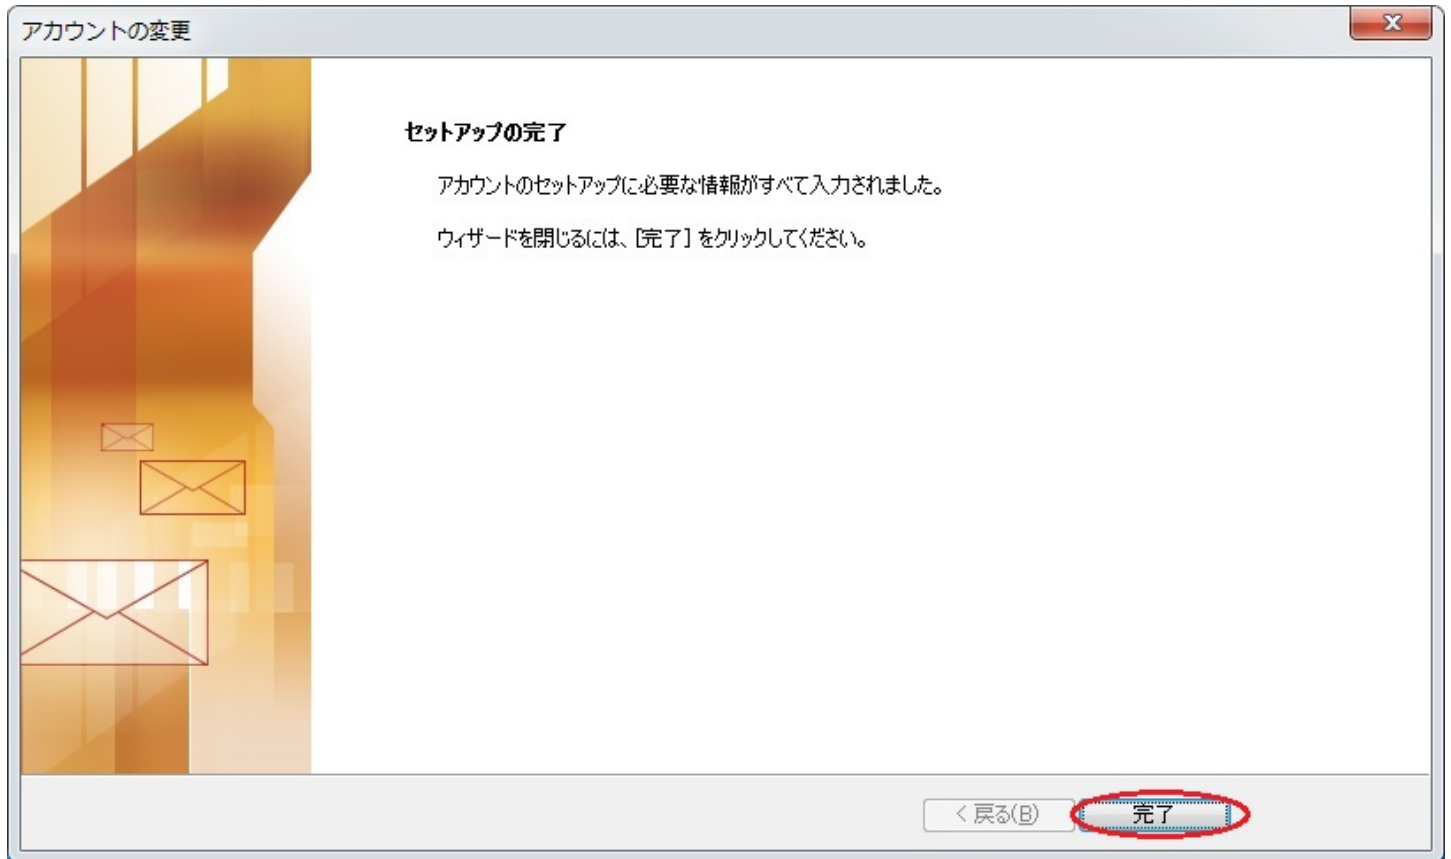 アカウントの変更
セットアップの完了
アカウントのセットアップに必要な情報がすべて入力されました。
ウィザードを閉じるには、[完了] をクリックしてください。
< 戻る(B)
完了